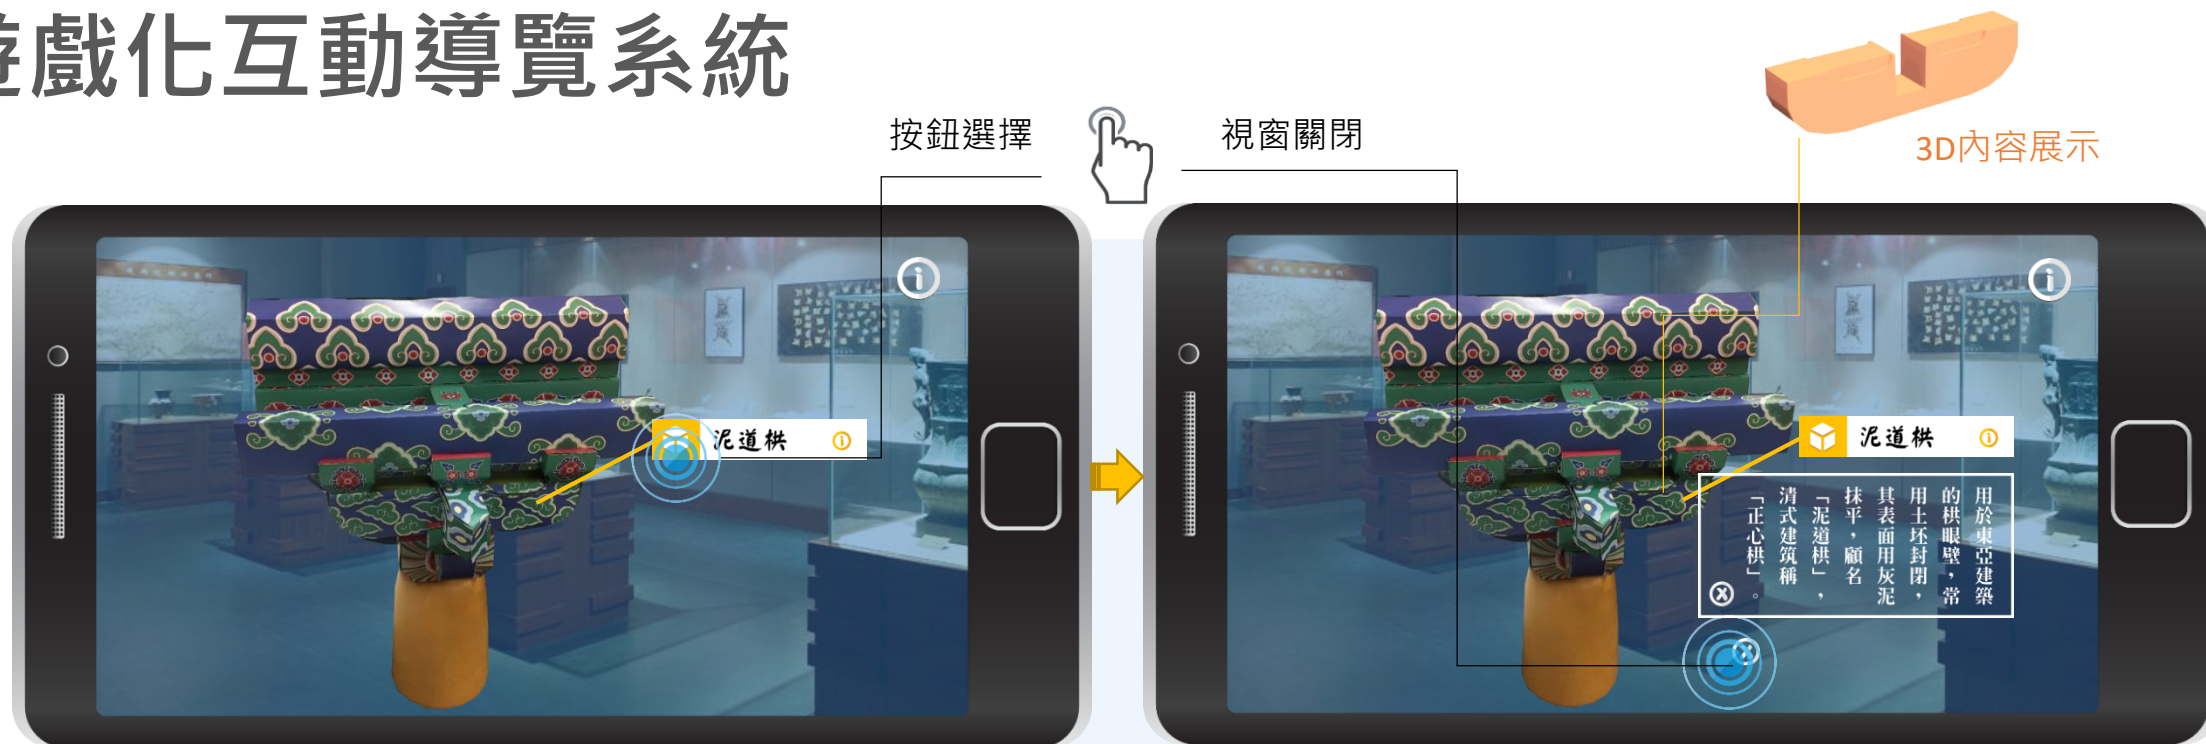 遊戲化互動導覽系統
按鈕選擇
視窗關閉
3D內容展示
泥道栱
泥道栱
用於東亞建築
的栱眼壁，常
用土坯封閉，
其表面用灰泥
抹平，顧名
「泥道栱」，
清式建筑稱
「正心栱」。